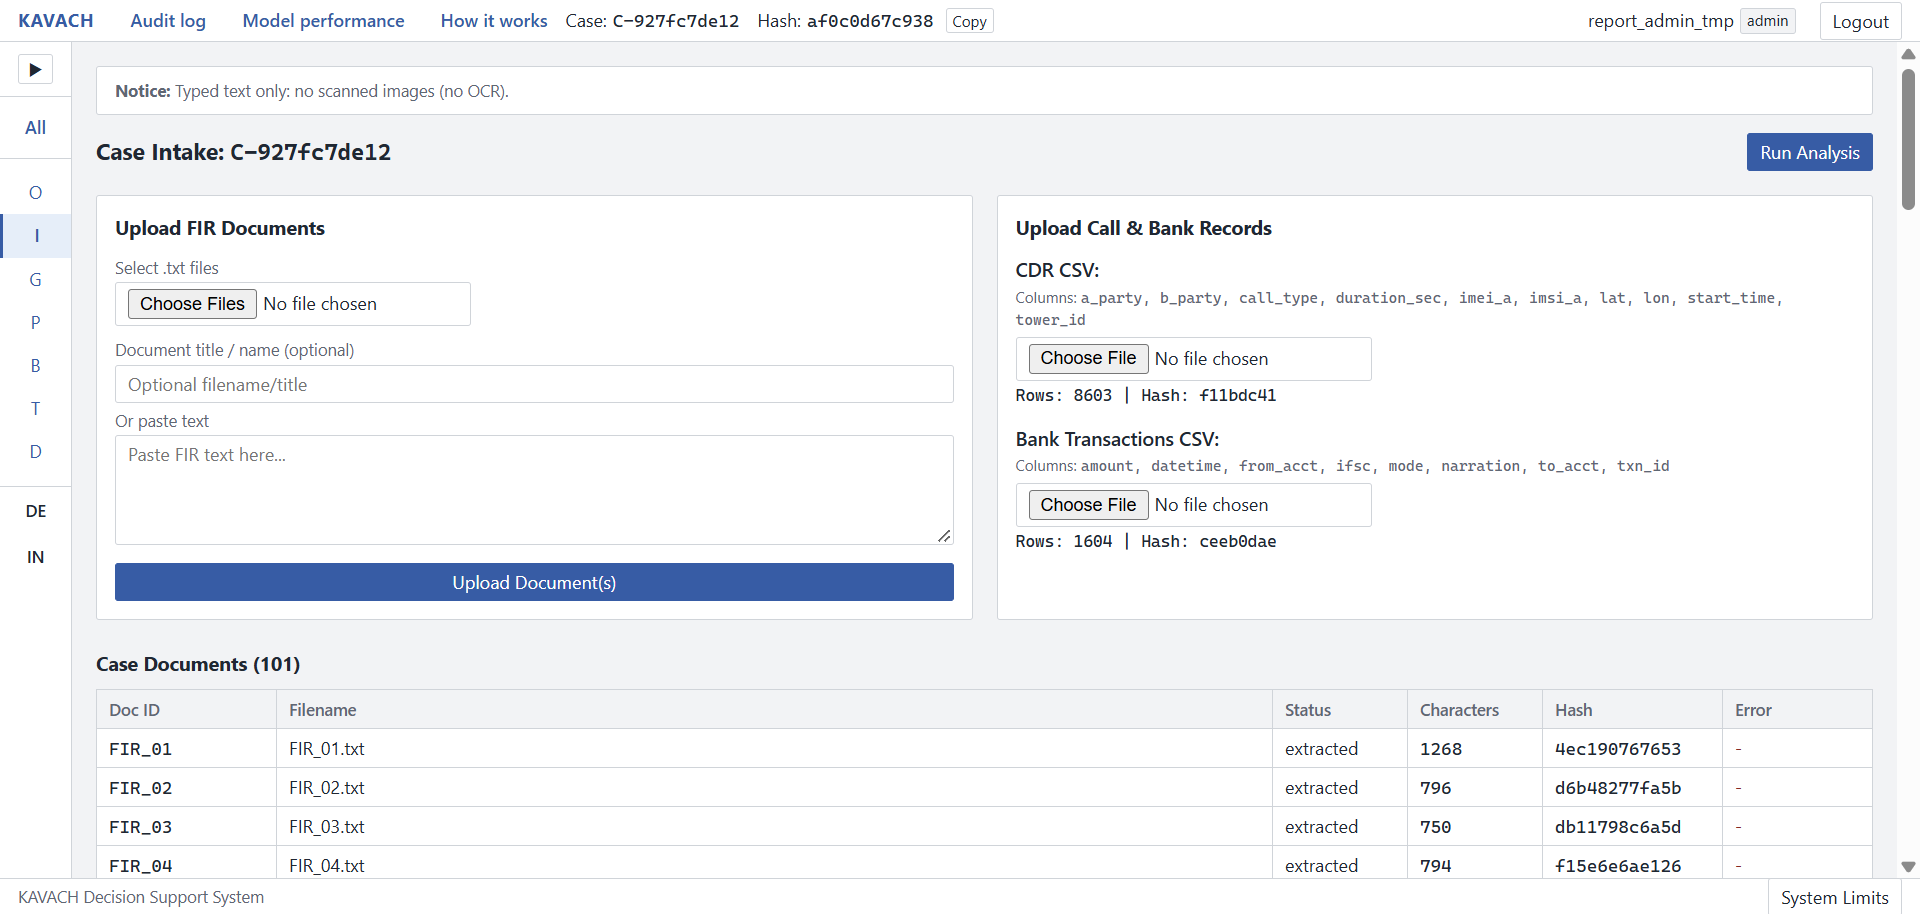 KAVACH Audit log Model performance How it works Case: C-927fc7de12 Hash: af0c0d67c938 Copy report_admin_tmp admin Logout
Notice: Typed text only: no scanned images (no OCR).
All
Case Intake: C-927fc7de12 Run Analysis
O
I
G
P
B
T
D
DE
IN
Upload FIR Documents
Select .txt files
Choose Files No file chosen
Document title / name (optional)
Optional filename/title
Or paste text
Paste FIR text here...
Upload Document(s)
Upload Call & Bank Records
CDR CSV:
Columns: a_party, b_party, call_type, duration_sec, imei_a, imsi_a, lat, lon, start_time,
tower_id
Choose File No file chosen
Rows: 8603 | Hash: f11bdc41
Bank Transactions CSV:
Columns: amount, datetime, from_acct, ifsc, mode, narration, to_acct, txn_id
Choose File No file chosen
Rows: 1604 | Hash: ceeb0dae
Case Documents (101)
Doc ID Filename Status Characters Hash Error
FIR_01 FIR_01.txt extracted 1268 4ec190767653 -
FIR_02 FIR_02.txt extracted 796 d6b48277fa5b -
FIR_03 FIR_03.txt extracted 750 db11798c6a5d -
FIR_04 FIR_04.txt extracted 794 f15e6e6ae126 -
KAVACH Decision Support System System Limits